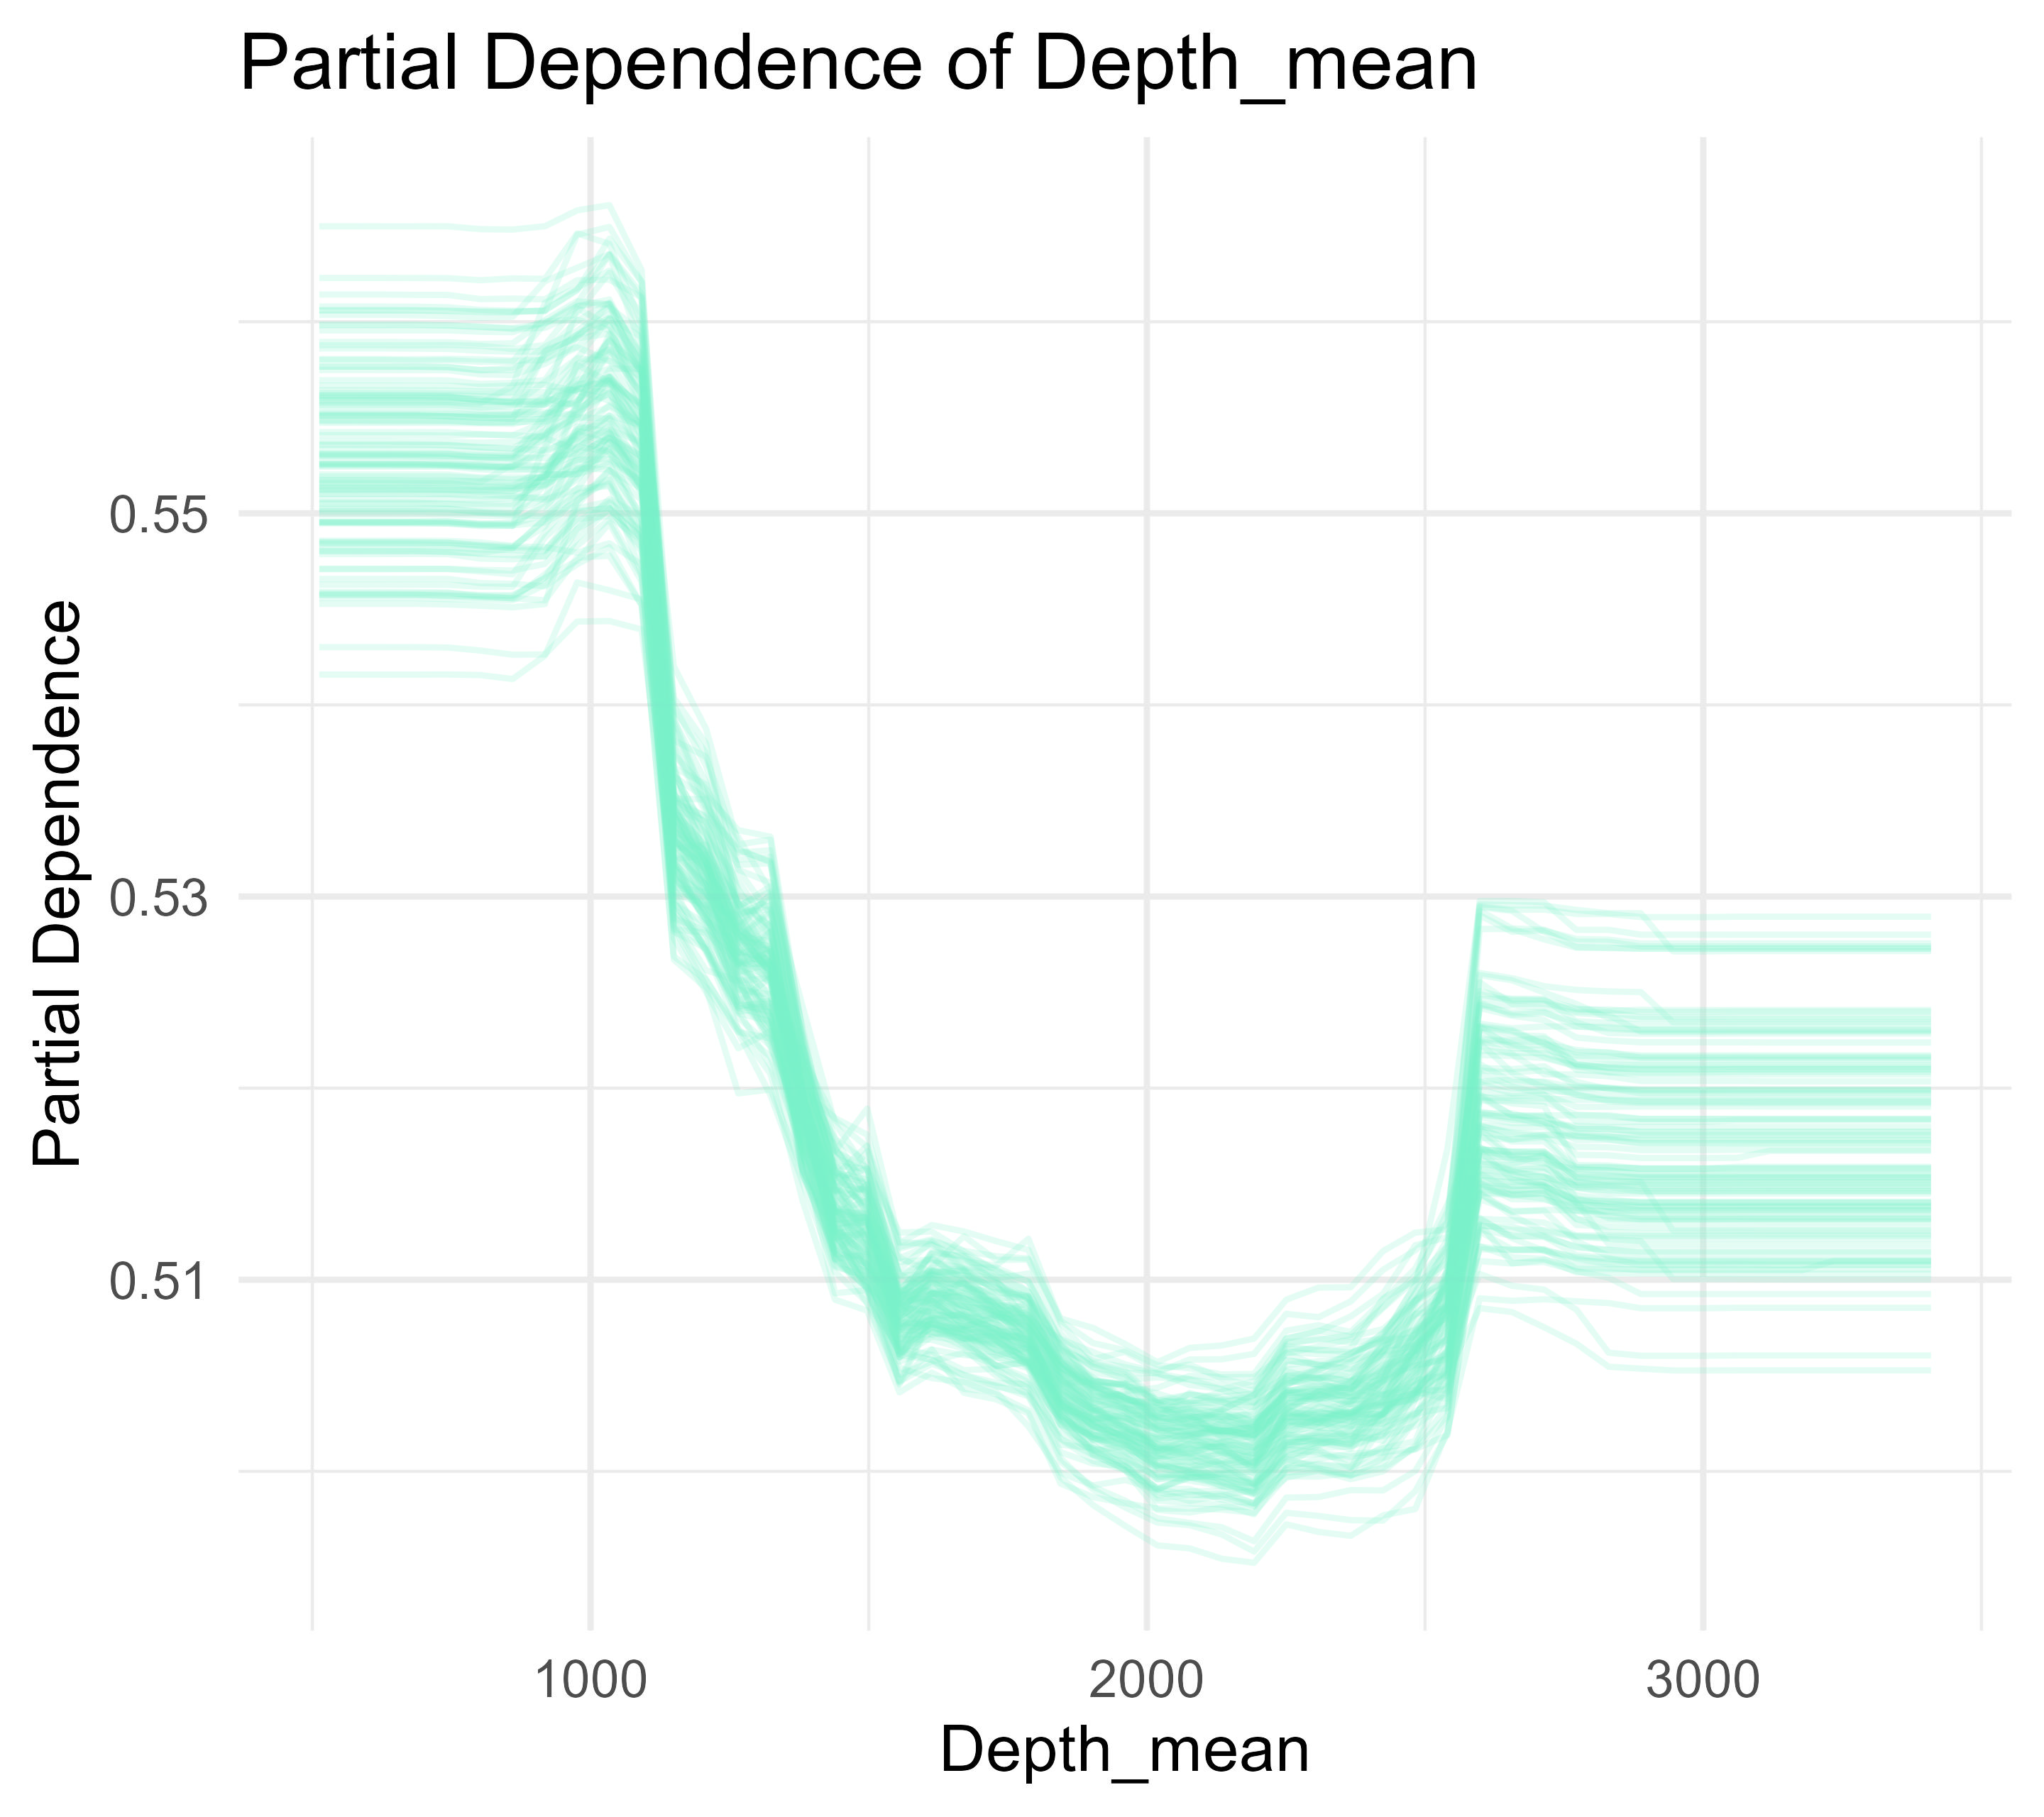 Partial Dependence of Depth_mean
Partial Dependence
0.55
0.53
0.51
1000 2000 3000
Depth_mean